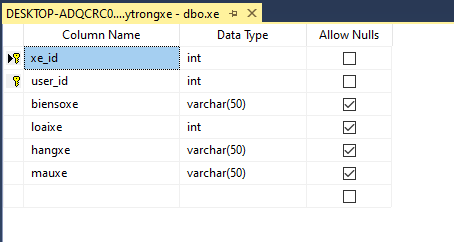 DESKTOP-ADQCRC0....ytrongxe - dbo.xe
Column Name Data Type Allow Nulls
xe_id int
user_id int
biensoxe varchar(50)
loaixe int
hangxe varchar(50)
mauxe varchar(50)